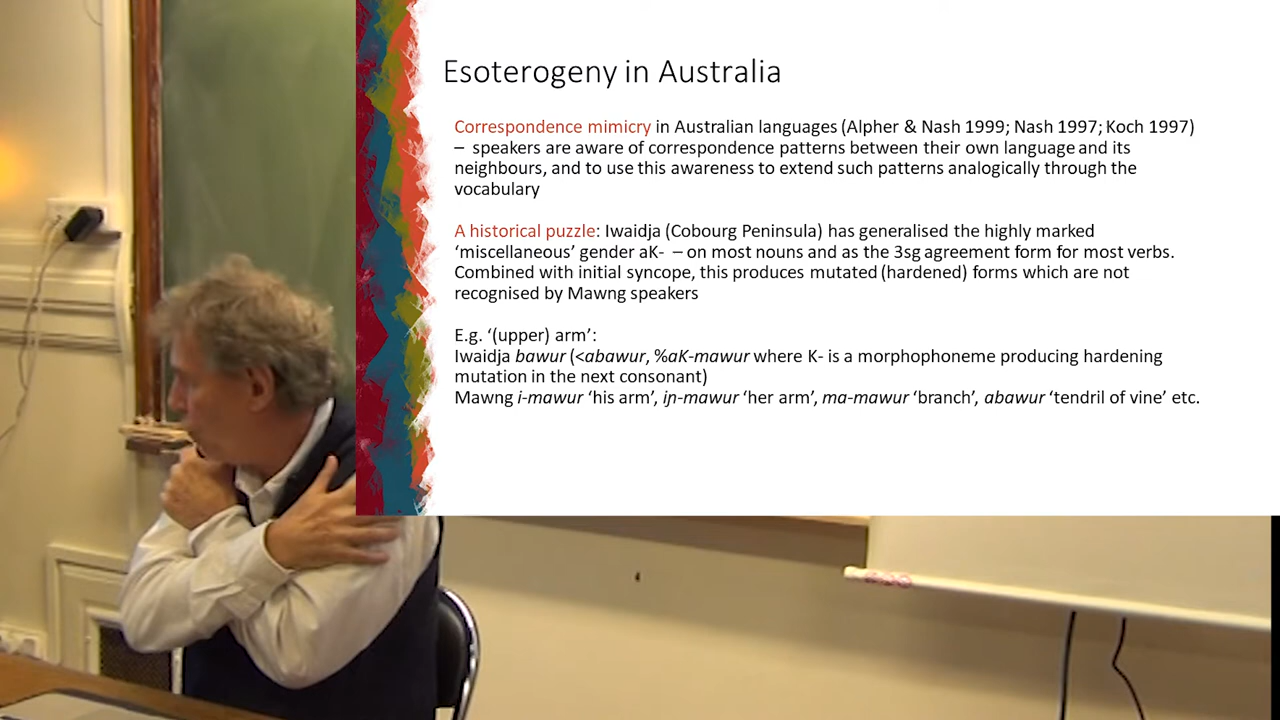 Esoterogeny in Australia
Correspondence mimicry in Australian languages (Alpher & Nash 1999; Nash 1997; Koch 1997)
– speakers are aware of correspondence patterns between their own language and its
neighbours, and to use this awareness to extend such patterns analogically through the
vocabulary
A historical puzzle: Iwaidja (Cobourg Peninsula) has generalised the highly marked
‘miscellaneous’ gender aK- – on most nouns and as the 3sg agreement form for most verbs.
Combined with initial syncope, this produces mutated (hardened) forms which are not
recognised by Mawng speakers
E.g. ‘(upper) arm’:
Iwaidja bawur (<abawur, %aK-mawur where K- is a morphophoneme producing hardening
mutation in the next consonant)
Mawng i-mawur ‘his arm’, iɲ-mawur ‘her arm’, ma-mawur ‘branch’, abawur ‘tendril of vine’ etc.